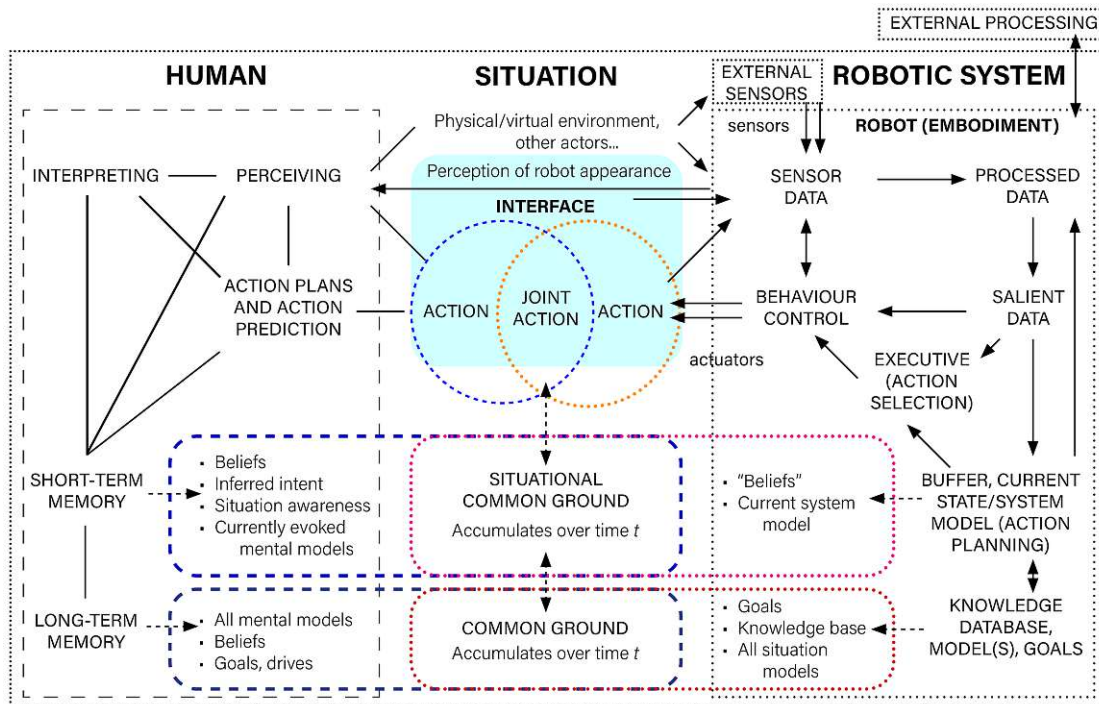 EXTERNAL PROCESSING
HUMAN
SITUATION
ROBOTIC SYSTEM
EXTERNAL
SENSORS
sensors
ROBOT (EMBODIMENT)
Physical/virtual environment,
other actors...
Perception of robot appearance
INTERFACE
INTERPRETING
PERCEIVING
SENSOR
DATA
PROCESSED
DATA
ACTION PLANS
AND ACTION
PREDICTION
ACTION
JOINT
ACTION
ACTION
BEHAVIOUR
CONTROL
SALIENT
DATA
actuators
EXECUTIVE
(ACTION
SELECTION)
SHORT-TERM
MEMORY
▪ Beliefs
▪ Inferred intent
▪ Situation awareness
▪ Currently evoked
mental models
SITUATIONAL
COMMON GROUND
Accumulates over time t
▪ "Beliefs"
▪ Current system
model
BUFFER, CURRENT
STATE/SYSTEM
MODEL (ACTION
PLANNING)
LONG-TERM
MEMORY
▪ All mental models
▪ Beliefs
▪ Goals, drives
COMMON GROUND
Accumulates over time t
▪ Goals
▪ Knowledge base
▪ All situation
models
KNOWLEDGE
DATABASE,
MODEL(S), GOALS